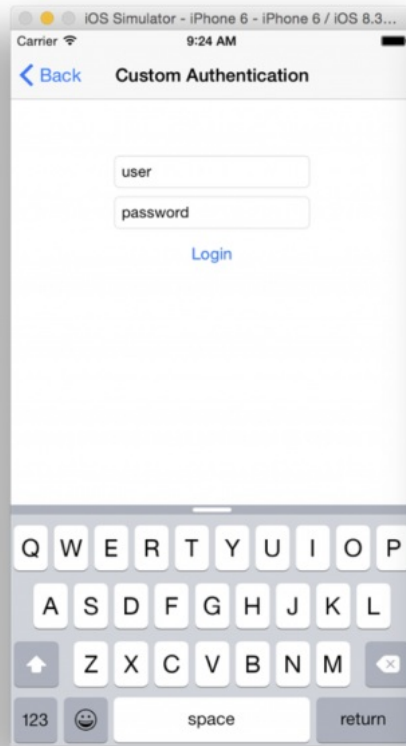 iOS Simulator - iPhone 6 - iPhone 6 / iOS 8.3...
Carrier 9:24 AM
Back Custom Authentication
user
password
Login
Q W E R T Y U I O P
A S D F G H J K L
Z X C V B N M
123 space return